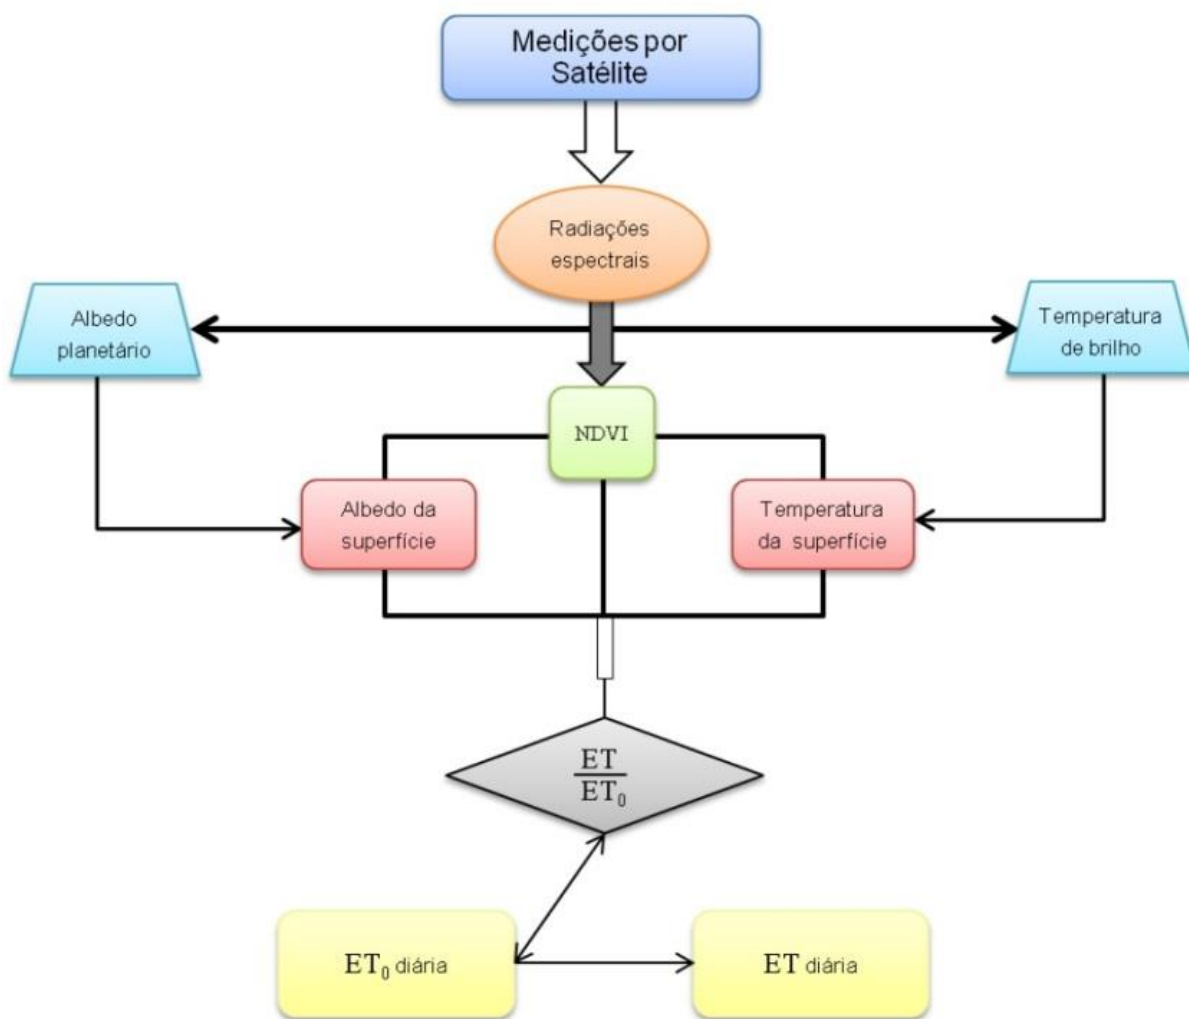 Medições por
Satélite
Radiações
espectrais
Albedo
planetário
Temperatura
de brilho
NDVI
Albedo da
superfície
Temperatura
da superfície
ET
ET₀
ET₀ diária
ET diária